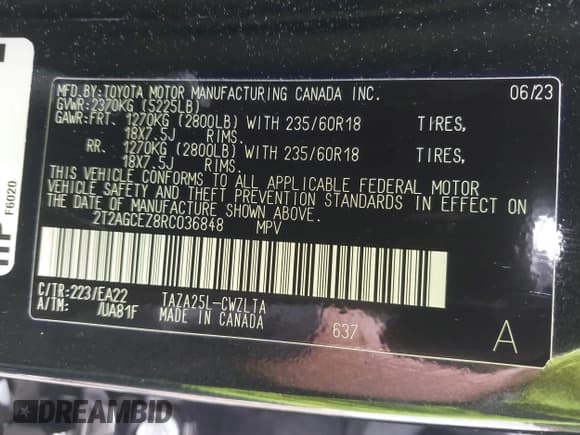 MFD.BY:TOYOTA MOTOR MANUFACTURING CANADA INC. 06/23
GVWR:2370KG (5225LB)
GAWR:FRT. 1270KG (2800LB) WITH 235/60R18 TIRES,
18X7.5J RIMS.
RR. 1270KG (2800LB) WITH 235/60R18 TIRES,
18X7.5J RIMS.
THIS VEHICLE CONFORMS TO ALL APPLICABLE FEDERAL MOTOR
VEHICLE SAFETY AND THEFT PREVENTION STANDARDS IN EFFECT ON
THE DATE OF MANUFACTURE SHOWN ABOVE.
2T2AGCEZ8RC036848 MPV
C/TR:223/EA22 TAZA25L-CWZLTA
A/TM: /UA81F MADE IN CANADA 637 A
F6020
DREAMBID